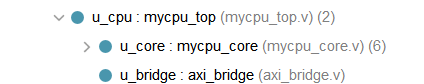 u_cpu : mycpu_top (mycpu_top.v) (2)
u_core : mycpu_core (mycpu_core.v) (6)
u_bridge : axi_bridge (axi_bridge.v)